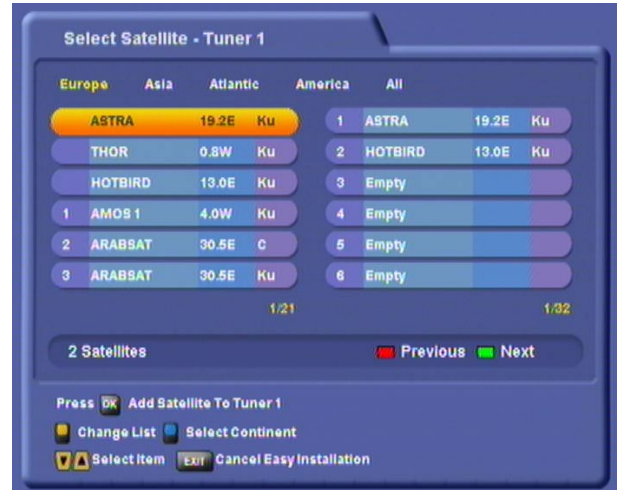 Select Satellite - Tuner 1
Europe Asia Atlantic America All
ASTRA 19.2E Ku
THOR 0.8W Ku
HOTBIRD 13.0E Ku
1 AMOS 1 4.0W Ku
2 ARABSAT 30.5E C
3 ARABSAT 30.5E Ku
1/21
1 ASTRA 19.2E Ku
2 HOTBIRD 13.0E Ku
3 Empty
4 Empty
5 Empty
6 Empty
1/32
2 Satellites
Previous Next
Press OK Add Satellite To Tuner 1
Change List Select Continent
Select Item EXIT Cancel Easy Installation